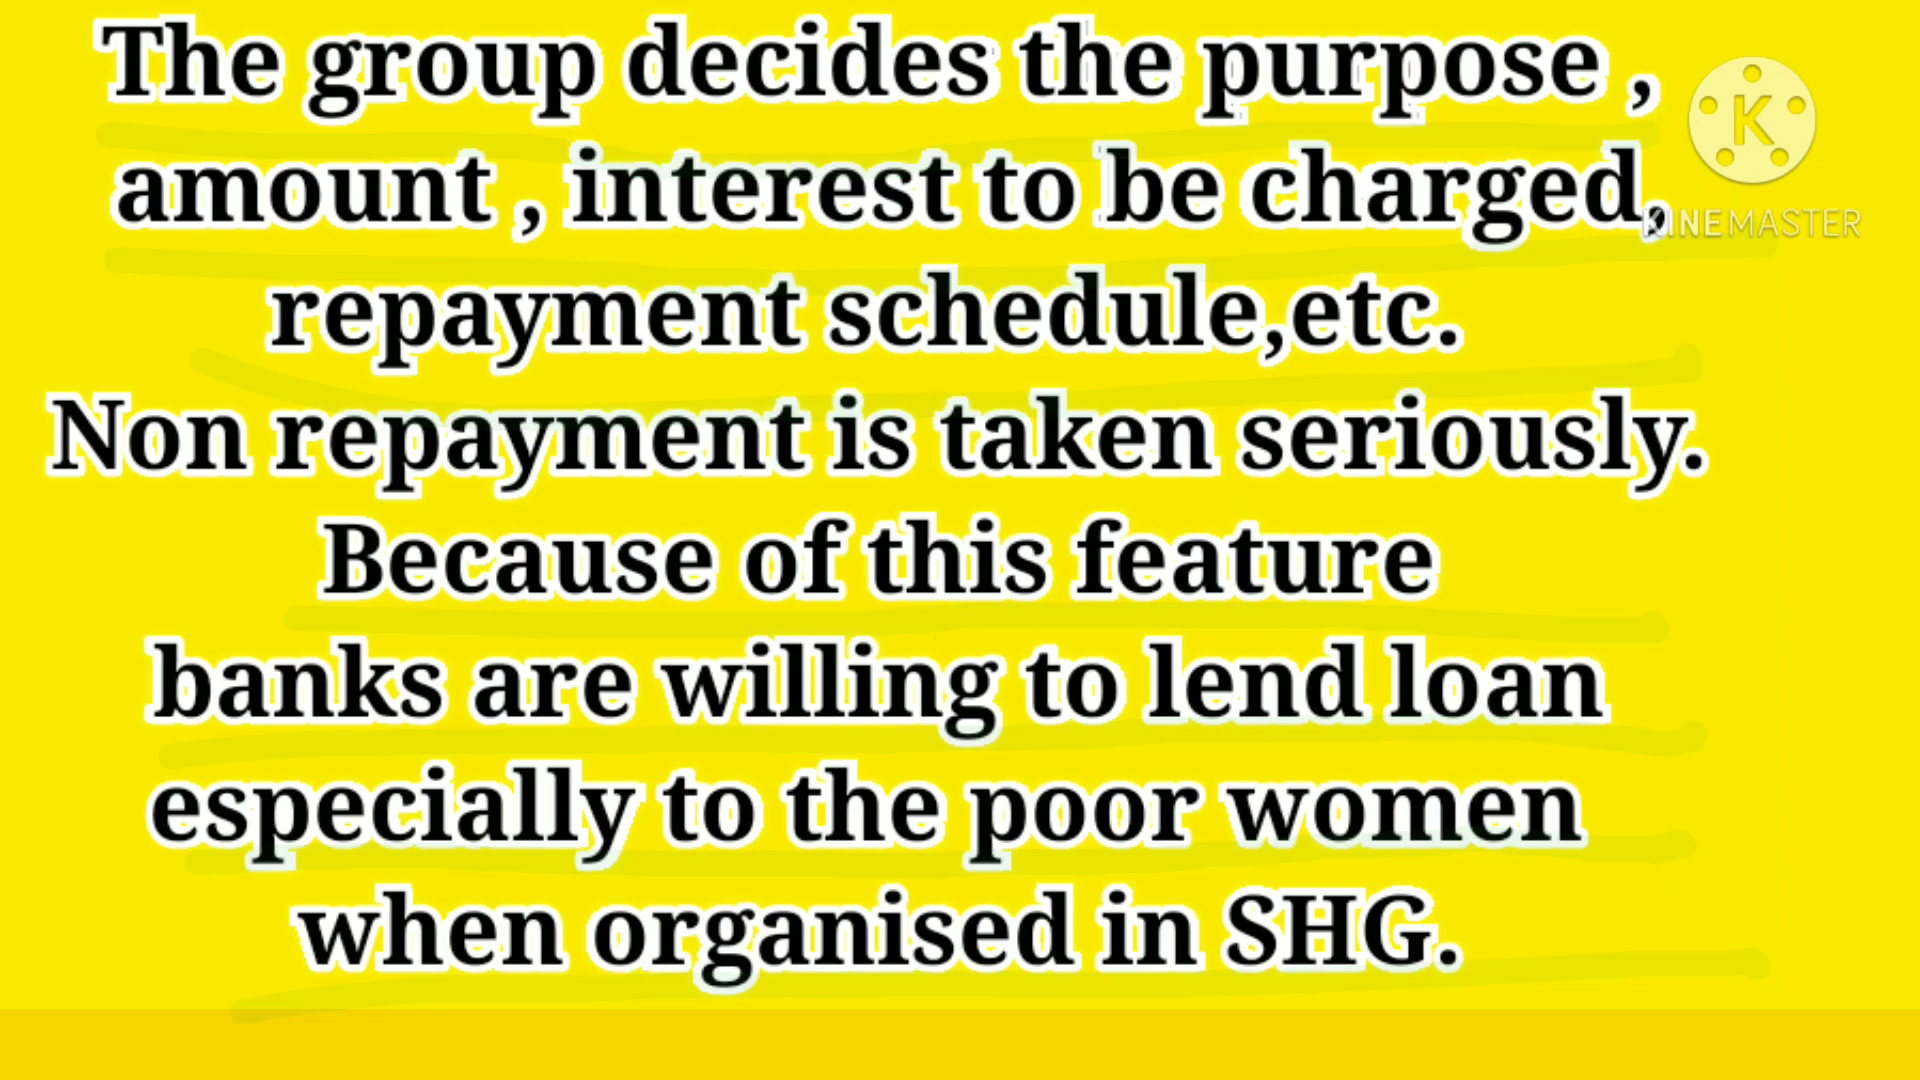 The group decides the purpose ,
amount , interest to be charged,
repayment schedule,etc.
Non repayment is taken seriously.
Because of this feature
banks are willing to lend loan
especially to the poor women
when organised in SHG.
K
KINEMASTER